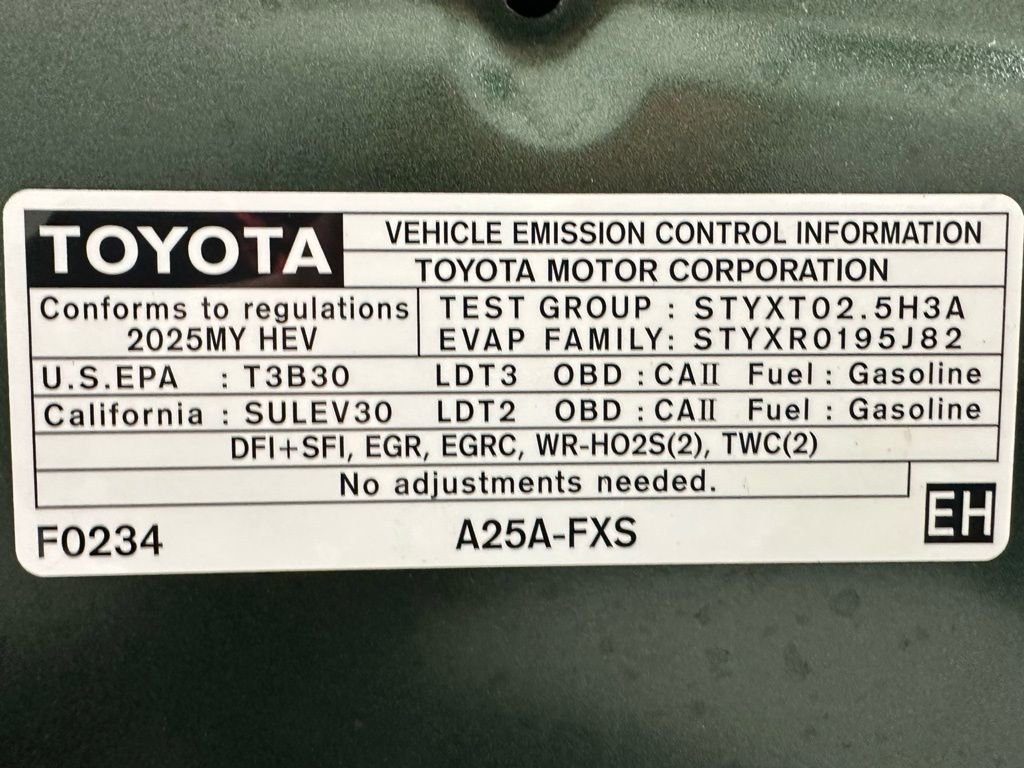 TOYOTA
VEHICLE EMISSION CONTROL INFORMATION
TOYOTA MOTOR CORPORATION
Conforms to regulations
2025MY HEV
TEST GROUP : STYXT02.5H3A
EVAP FAMILY: STYXR0195J82
U.S.EPA : T3B30 LDT3 OBD : CAII Fuel : Gasoline
California : SULEV30 LDT2 OBD : CAII Fuel : Gasoline
DFI+SFI, EGR, EGRC, WR-HO2S(2), TWC(2)
No adjustments needed.
F0234 A25A-FXS EH